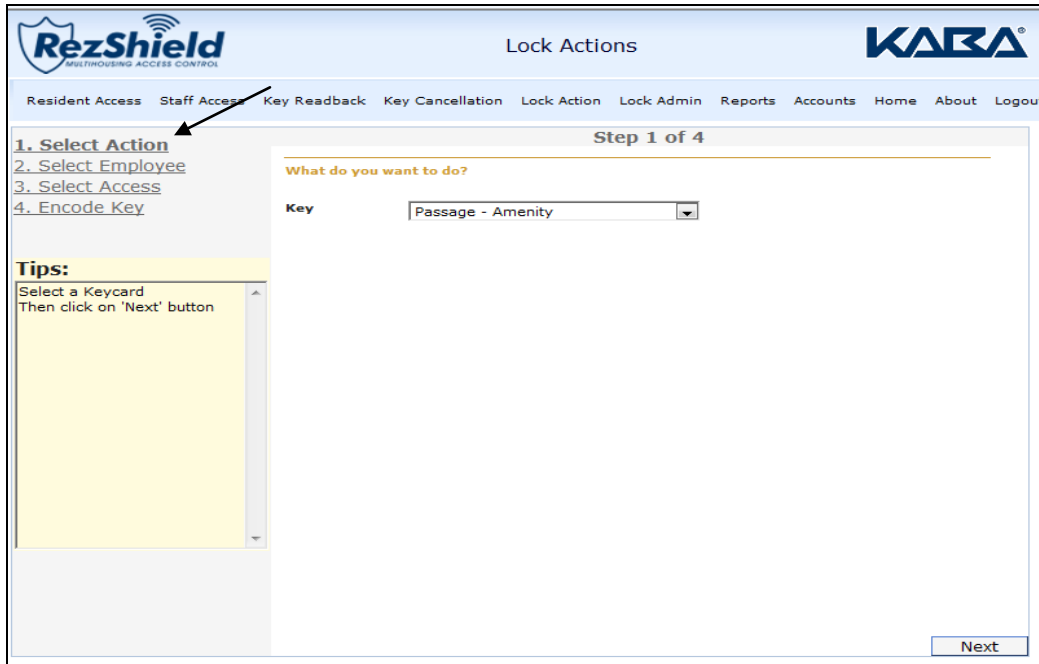 RezShield
MULTIHOUSING ACCESS CONTROL
Lock Actions
KABA®
Resident Access Staff Access Key Readback Key Cancellation Lock Action Lock Admin Reports Accounts Home About Logou
1. Select Action
2. Select Employee
3. Select Access
4. Encode Key
Tips:
Select a Keycard
Then click on 'Next' button
Step 1 of 4
What do you want to do?
Key Passage - Amenity
Next